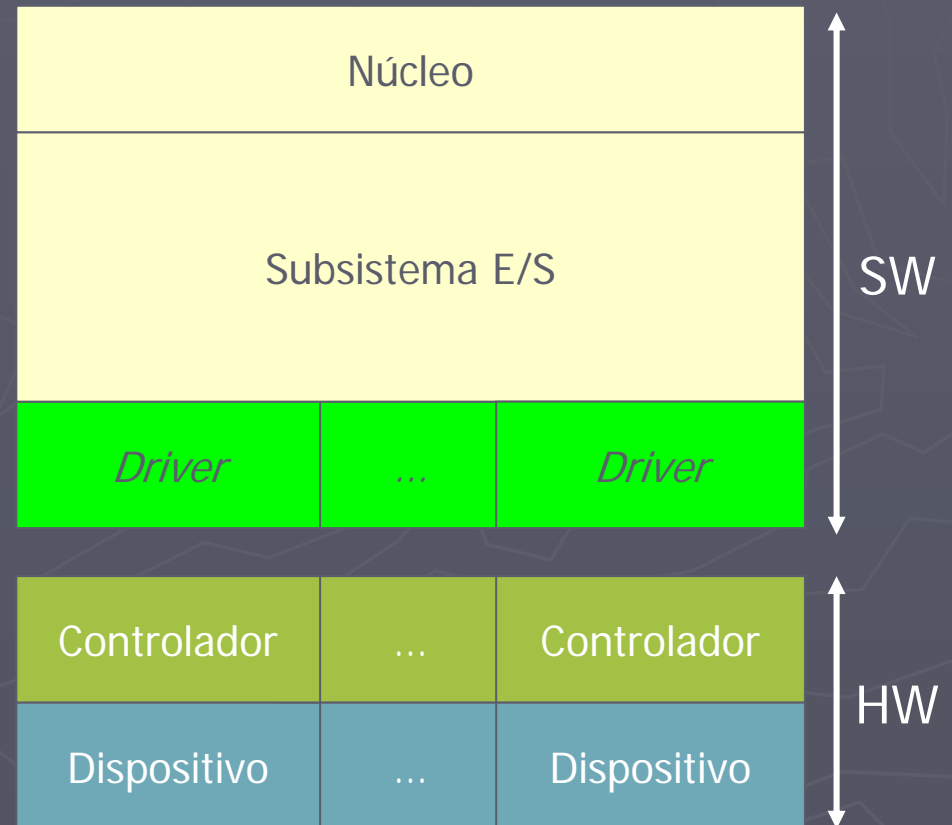 Núcleo
Subsistema E/S
SW
Driver ... Driver
Controlador ... Controlador
HW
Dispositivo ... Dispositivo